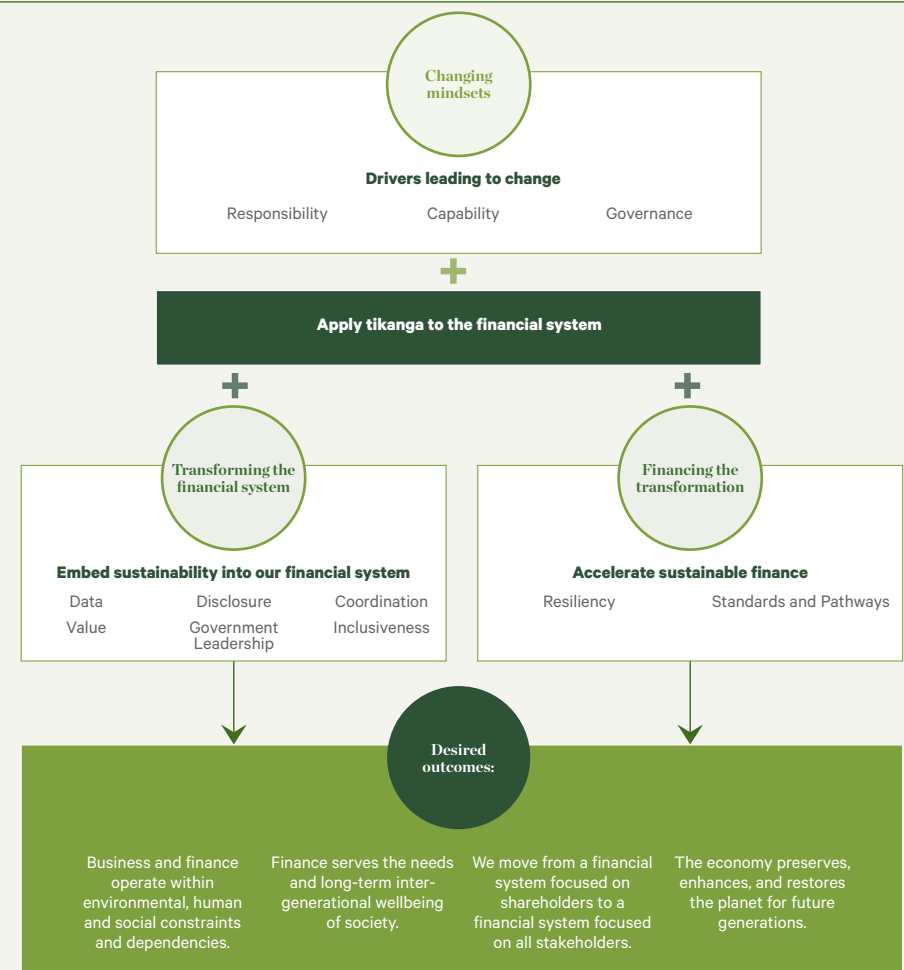 Changing
mindsets
Drivers leading to change
Responsibility Capability Governance
+
Apply tikanga to the financial system
+ +
Transforming the
financial system
Embed sustainability into our financial system
Data Disclosure Coordination
Value Government
Leadership Inclusiveness
Financing the
transformation
Accelerate sustainable finance
Resiliency Standards and Pathways
Desired
outcomes:
Business and finance
operate within
environmental, human
and social constraints
and dependencies.
Finance serves the needs
and long-term inter-
generational wellbeing
of society.
We move from a financial
system focused on
shareholders to a
financial system focused
on all stakeholders.
The economy preserves,
enhances, and restores
the planet for future
generations.